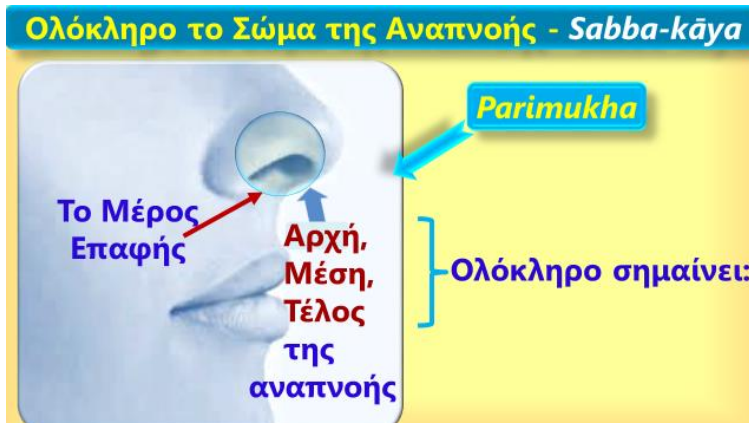 Ολόκληρο το Σώμα της Αναπνοής - Sabba-kāya
Parimukha
Το Μέρος
Επαφής
Αρχή,
Μέση,
Τέλος
της
αναπνοής
Ολόκληρο σημαίνει: